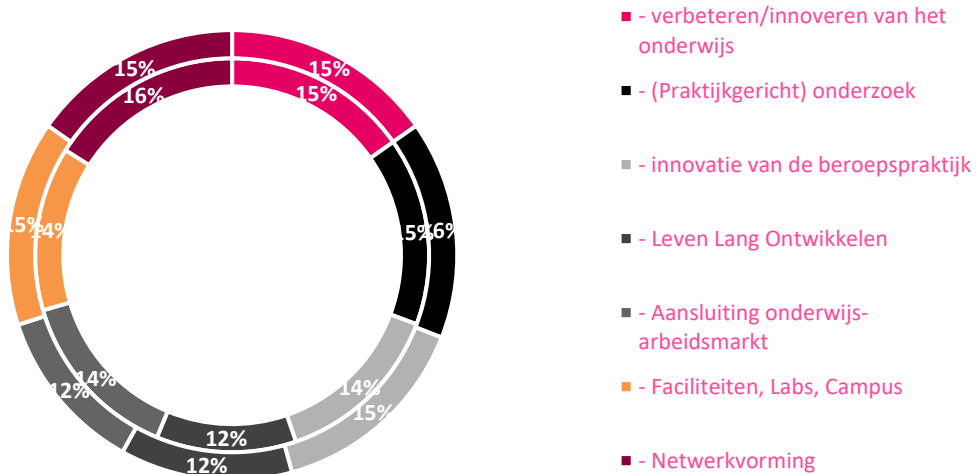 15%
15%
16%
15%
15%
14%
15%
16%
14%
12%
14%
15%
12%
12%
- verbeteren/innoveren van het
onderwijs
- (Praktijkgericht) onderzoek
- innovatie van de beroepspraktijk
- Leven Lang Ontwikkelen
- Aansluiting onderwijs-
arbeidsmarkt
- Faciliteiten, Labs, Campus
- Netwerkvorming